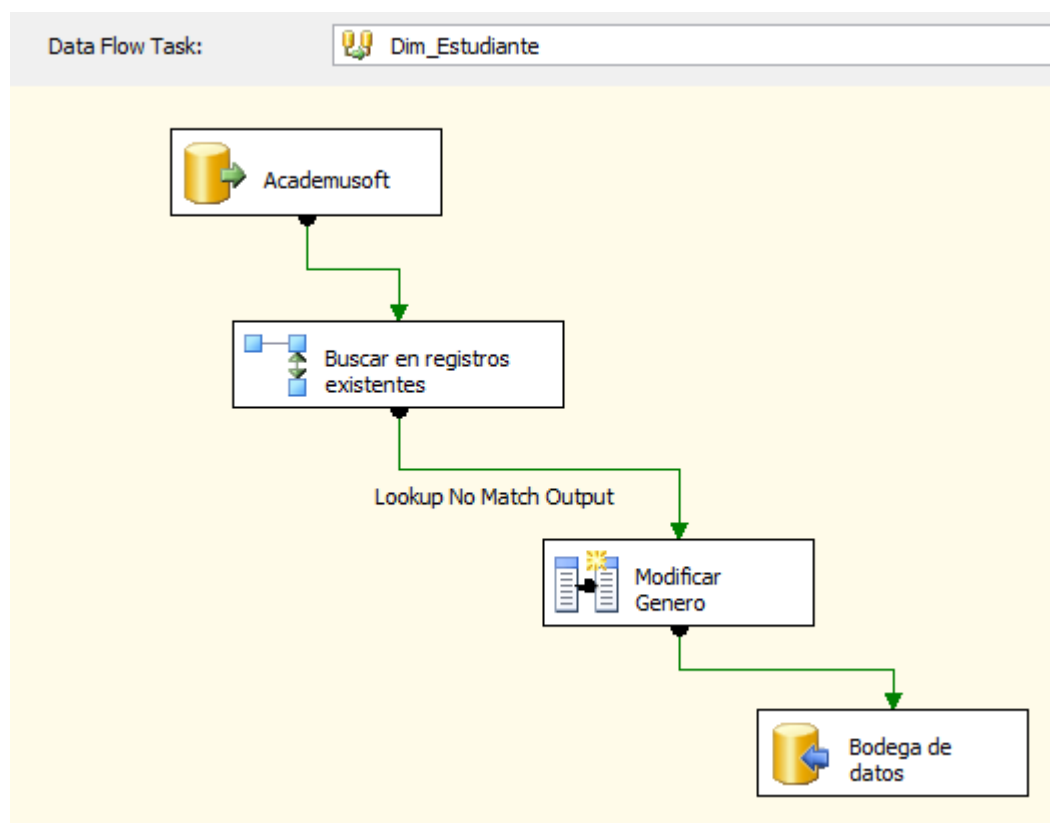 Data Flow Task:
Dim_Estudiante
Academusoft
Buscar en registros
existentes
Lookup No Match Output
Modificar
Genero
Bodega de
datos